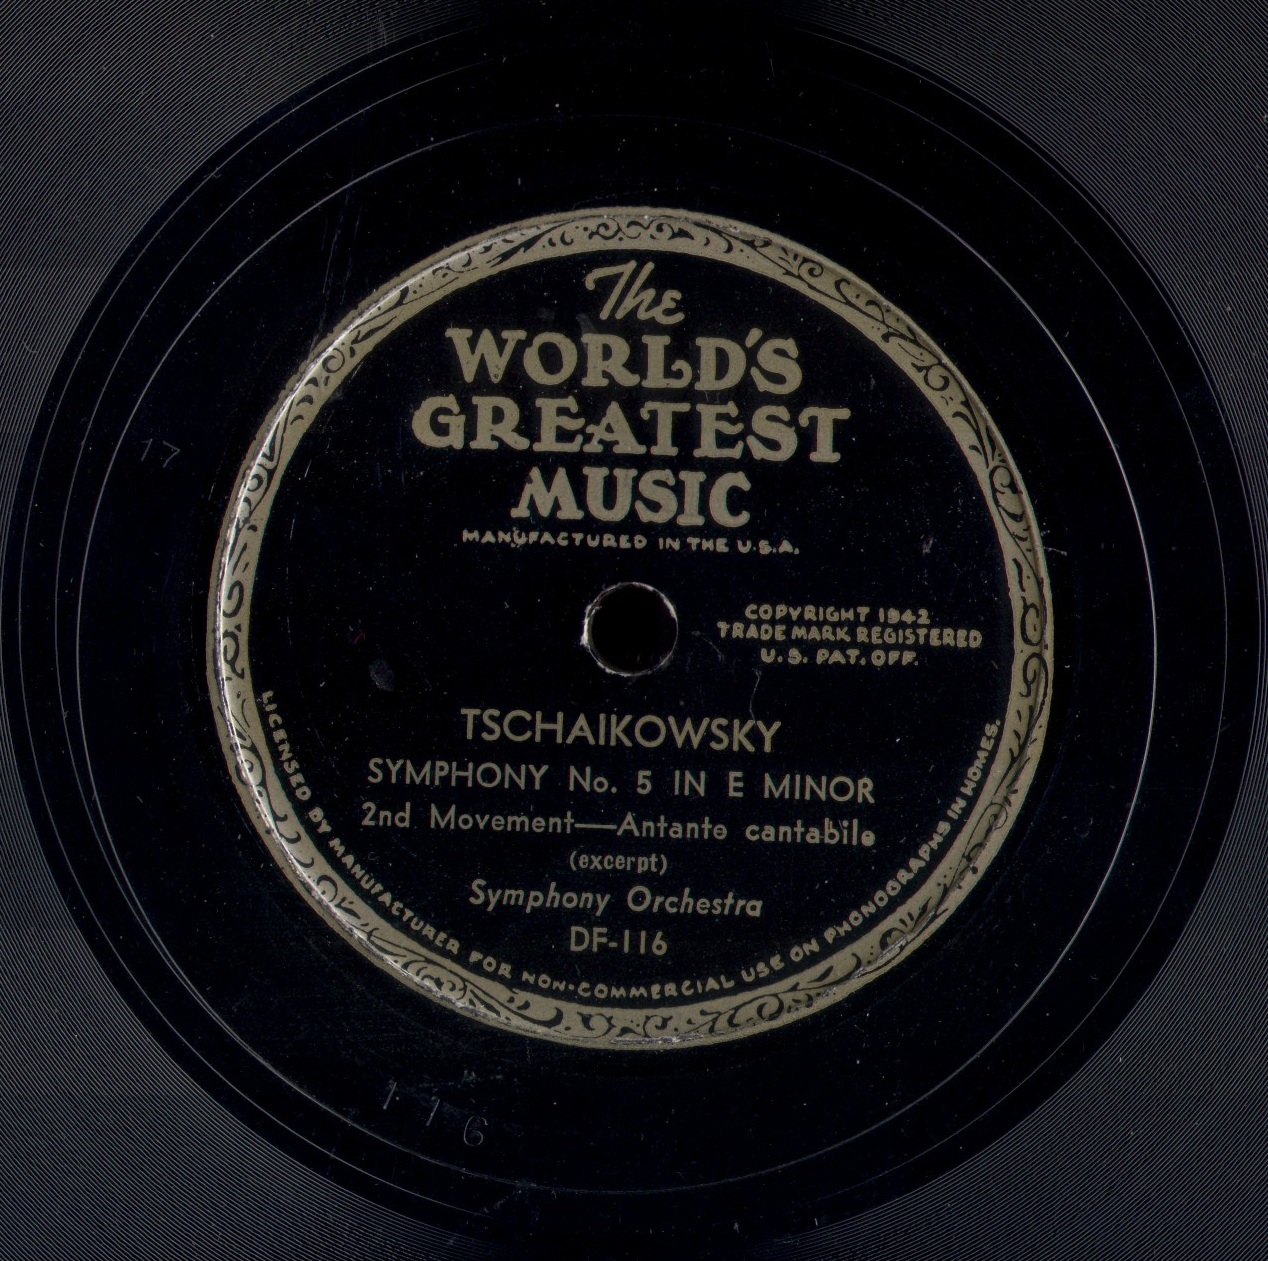 The
WORLD'S
GREATEST
MUSIC
MANUFACTURED IN THE U.S.A.
COPYRIGHT 1942
TRADE MARK REGISTERED
U. S. PAT. OFF.
TSCHAIKOWSKY
SYMPHONY No. 5 IN E MINOR
2nd Movement—Antante cantabile
(excerpt)
Symphony Orchestra
DF-116
LICENSED BY MANUFACTURER FOR NON-COMMERCIAL USE ON PHONOGRAPHS IN HOMES.
17
116